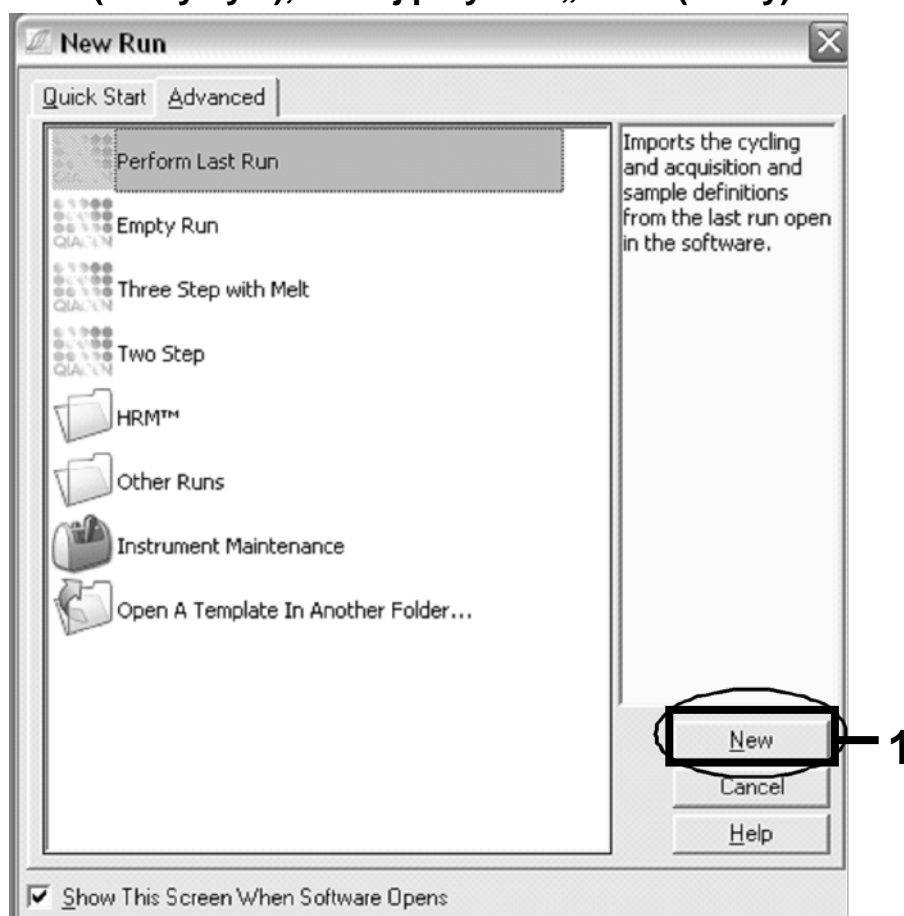 New Run
Quick Start Advanced
Perform Last Run
Empty Run
Three Step with Melt
Two Step
HRM™
Other Runs
Instrument Maintenance
Open A Template In Another Folder...
Imports the cycling
and acquisition and
sample definitions
from the last run open
in the software.
New
1
Cancel
Help
Show This Screen When Software Opens